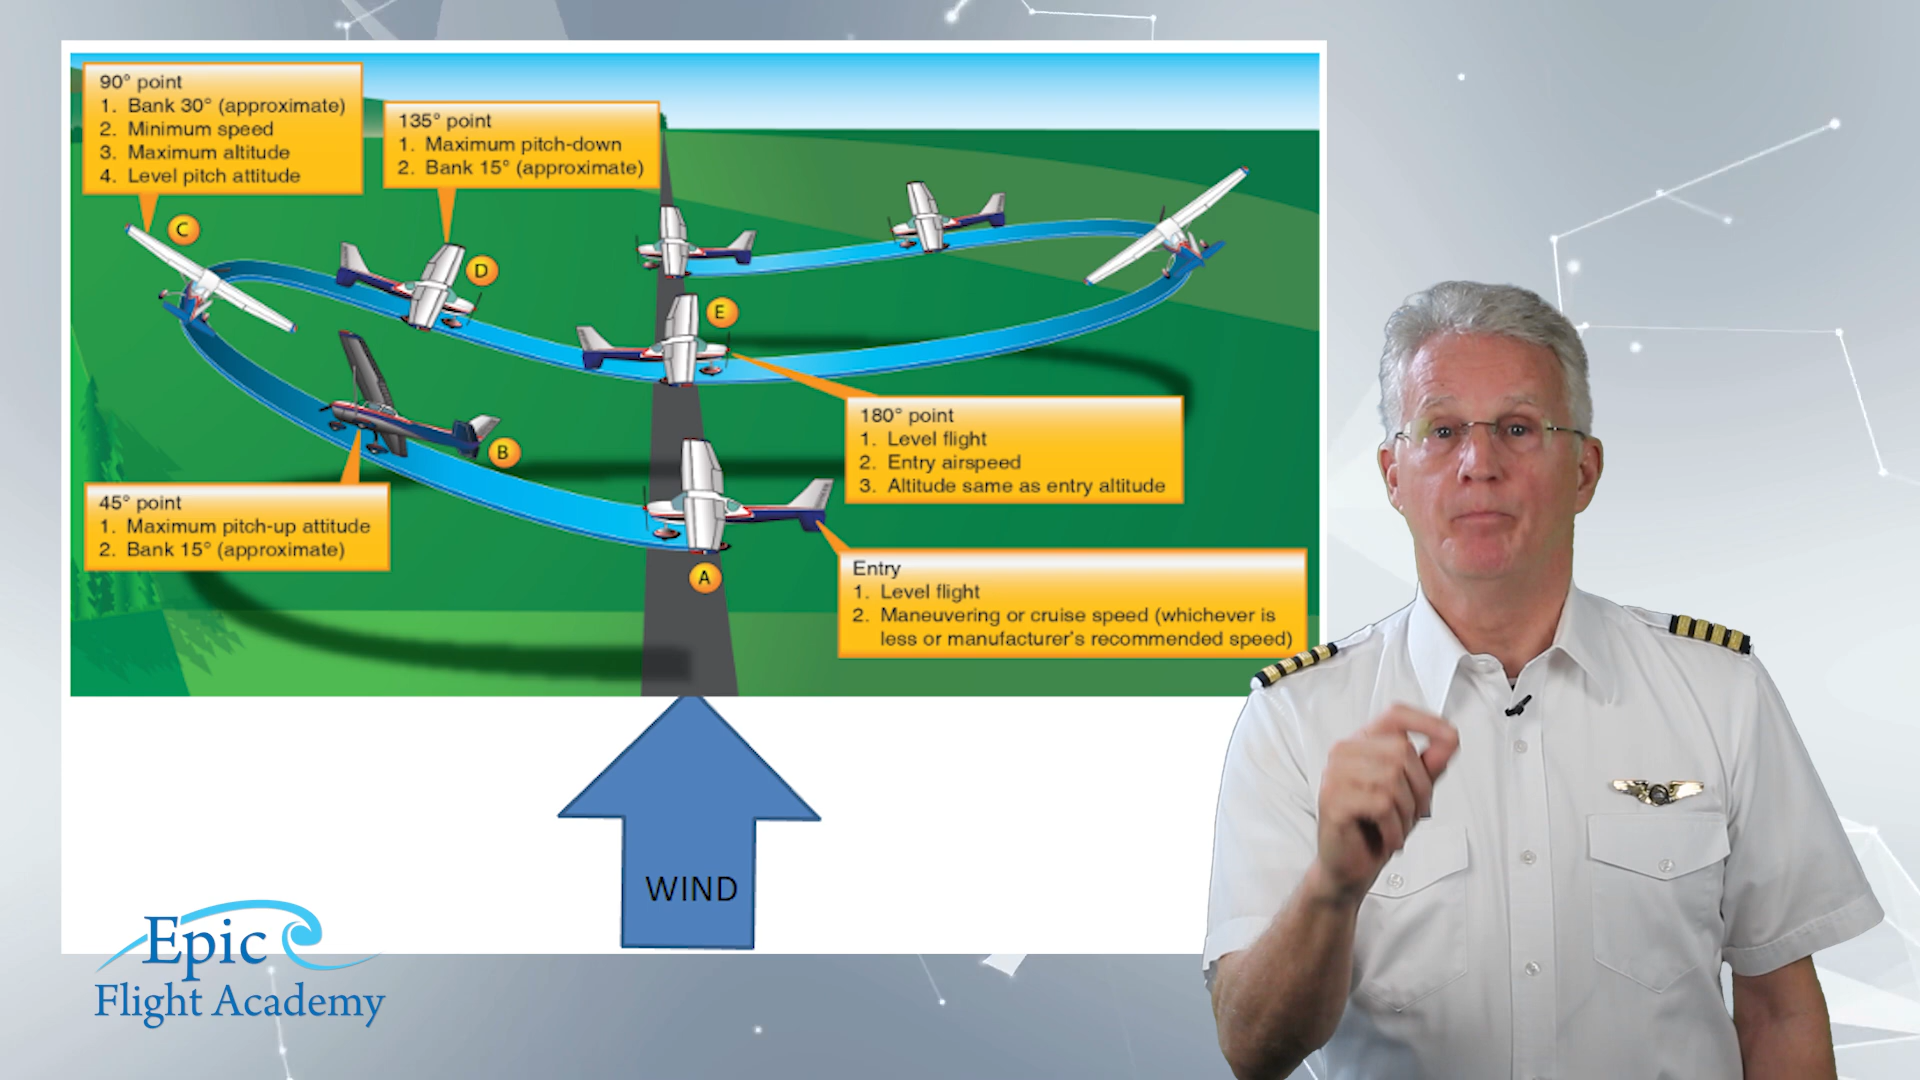 90° point
1. Bank 30° (approximate)
2. Minimum speed
3. Maximum altitude
4. Level pitch attitude
135° point
1. Maximum pitch-down
2. Bank 15° (approximate)
C
D
E
180° point
1. Level flight
2. Entry airspeed
3. Altitude same as entry altitude
B
45° point
1. Maximum pitch-up attitude
2. Bank 15° (approximate)
A
Entry
1. Level flight
2. Maneuvering or cruise speed (whichever is
less or manufacturer's recommended speed)
WIND
Epic
Flight Academy